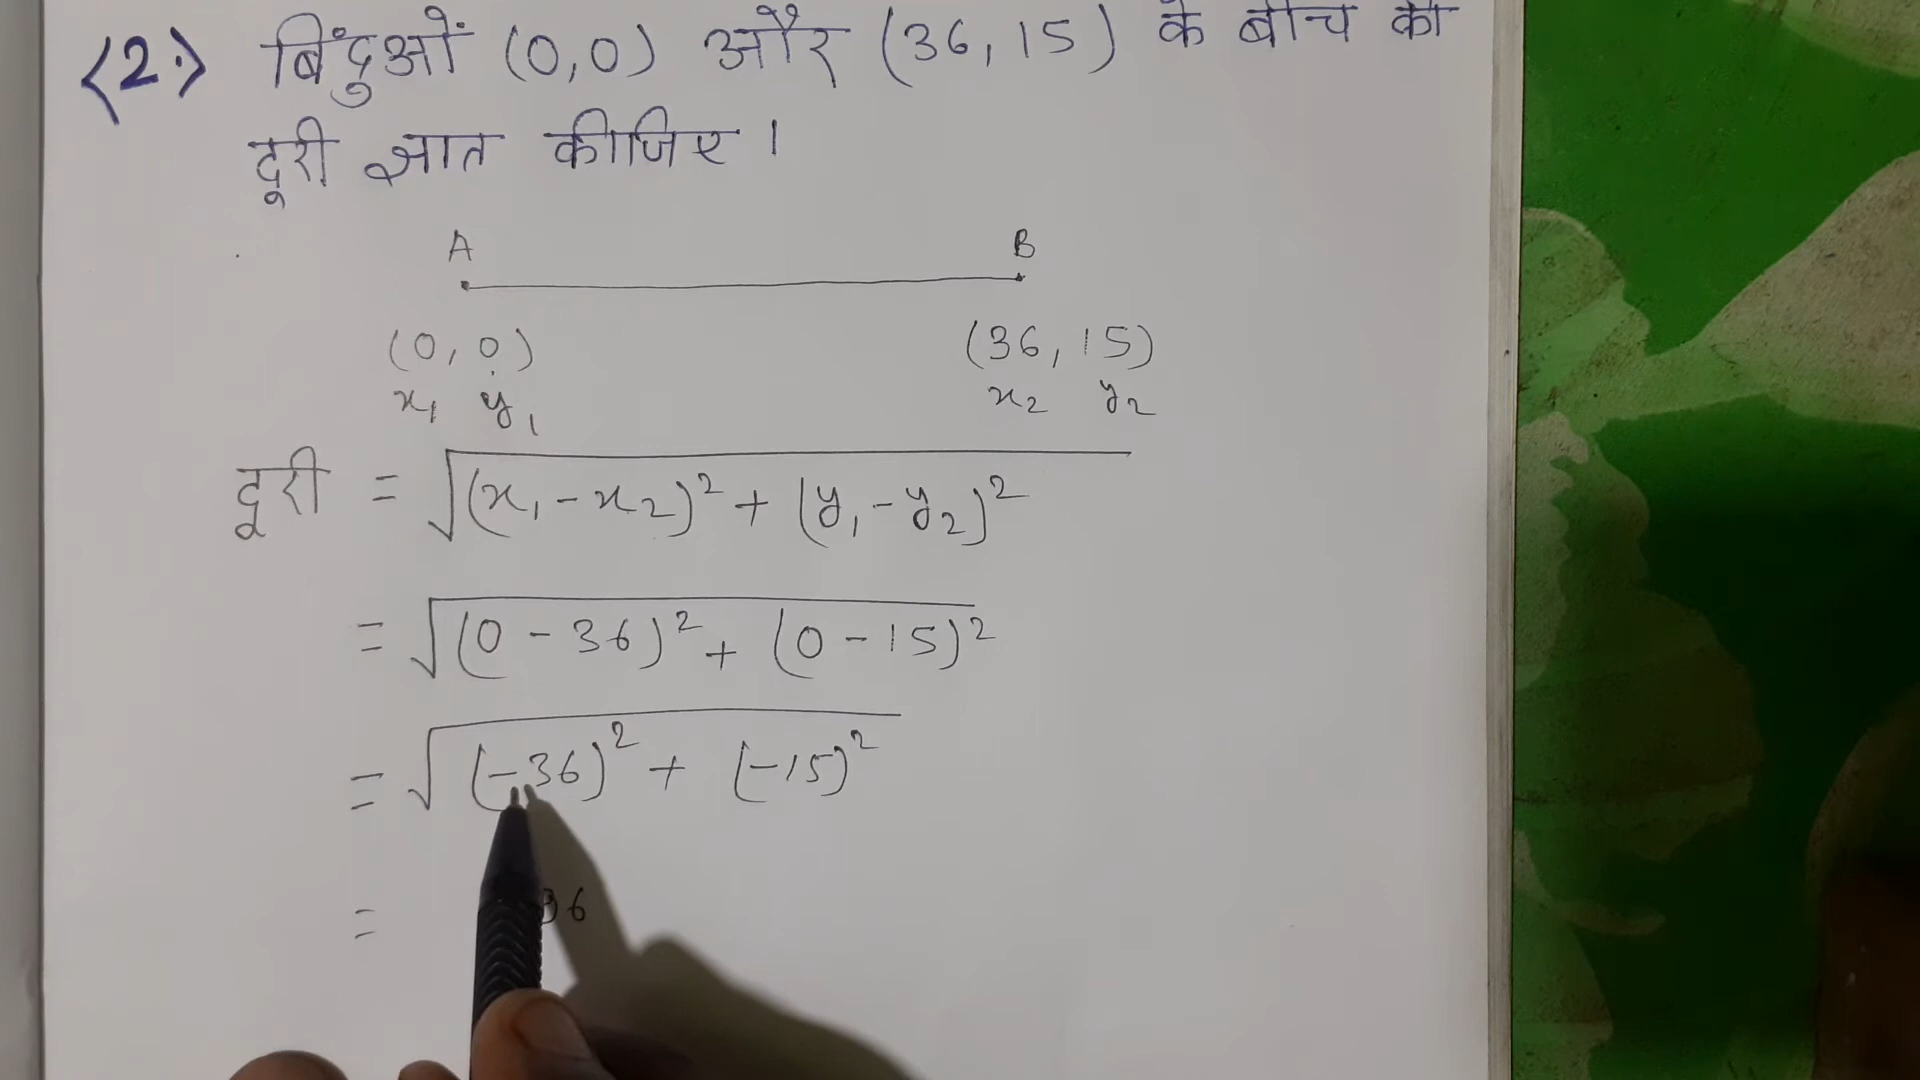 <2.> बिंदुओं (0,0) और (36,15) के बीच की
दूरी ज्ञात कीजिए ।
A B
(0, 0) (36, 15)
x₁ y₁ x₂ y₂
दूरी = √(x₁-x₂)² + (y₁-y₂)²
= √(0-36)² + (0-15)²
= √(-36)² + (-15)²
= 36